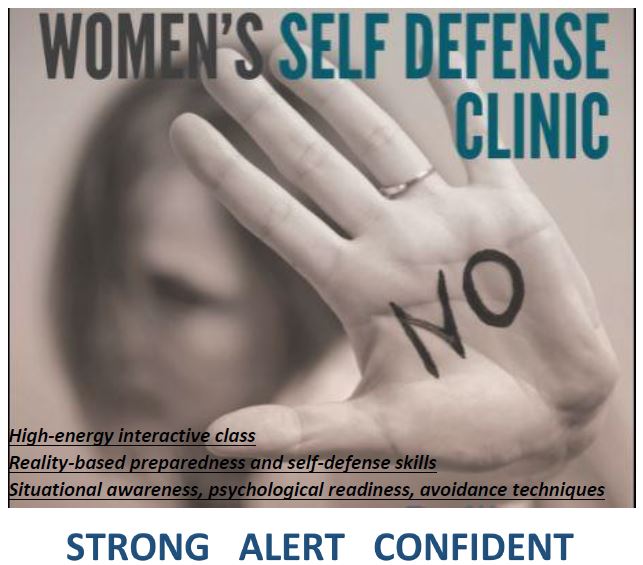 WOMEN'S SELF DEFENSE
CLINIC
NO
High-energy interactive class
Reality-based preparedness and self-defense skills
Situational awareness, psychological readiness, avoidance techniques
STRONG ALERT CONFIDENT